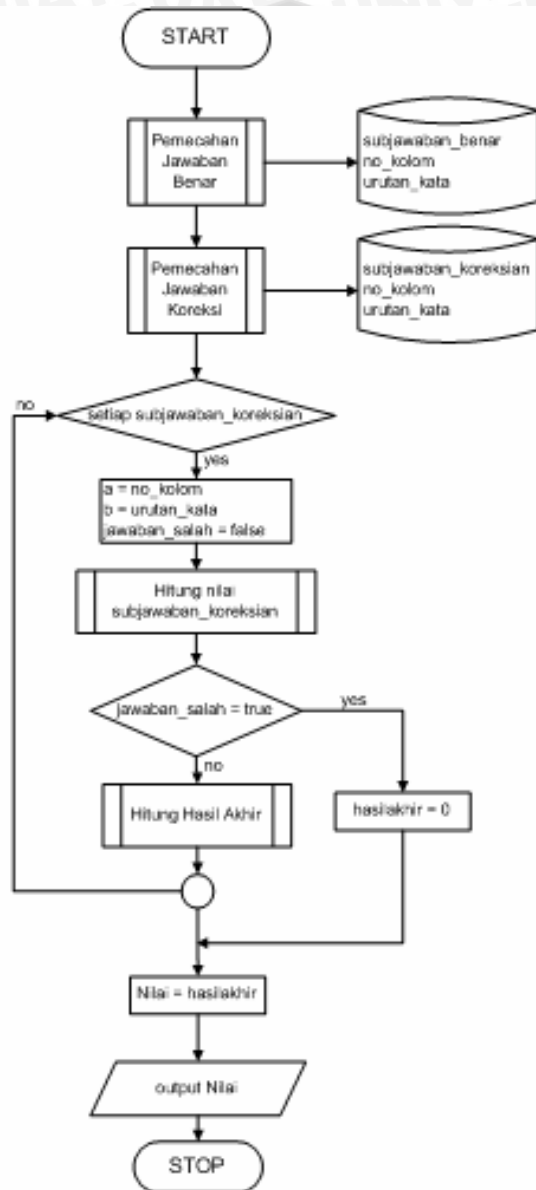 START
Pemecahan
Jawaban
Benar
subjawaban_benar
no_kolom
urutan_kata
Pemecahan
Jawaban
Koreksi
subjawaban_koreksian
no_kolom
urutan_kata
no
setiap subjawaban_koreksian
yes
a = no_kolom
b = urutan_kata
jawaban_salah = false
Hitung nilai
subjawaban_koreksian
jawaban_salah = true
yes
no
Hitung Hasil Akhir
hasilakhir = 0
Nilai = hasilakhir
output Nilai
STOP